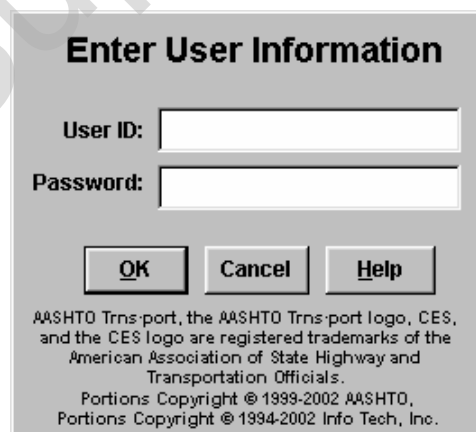 Enter User Information
User ID:
Password:
OK Cancel Help
AASHTO Trns·port, the AASHTO Trns·port logo, CES,
and the CES logo are registered trademarks of the
American Association of State Highway and
Transportation Officials.
Portions Copyright © 1999-2002 AASHTO,
Portions Copyright © 1994-2002 Info Tech, Inc.